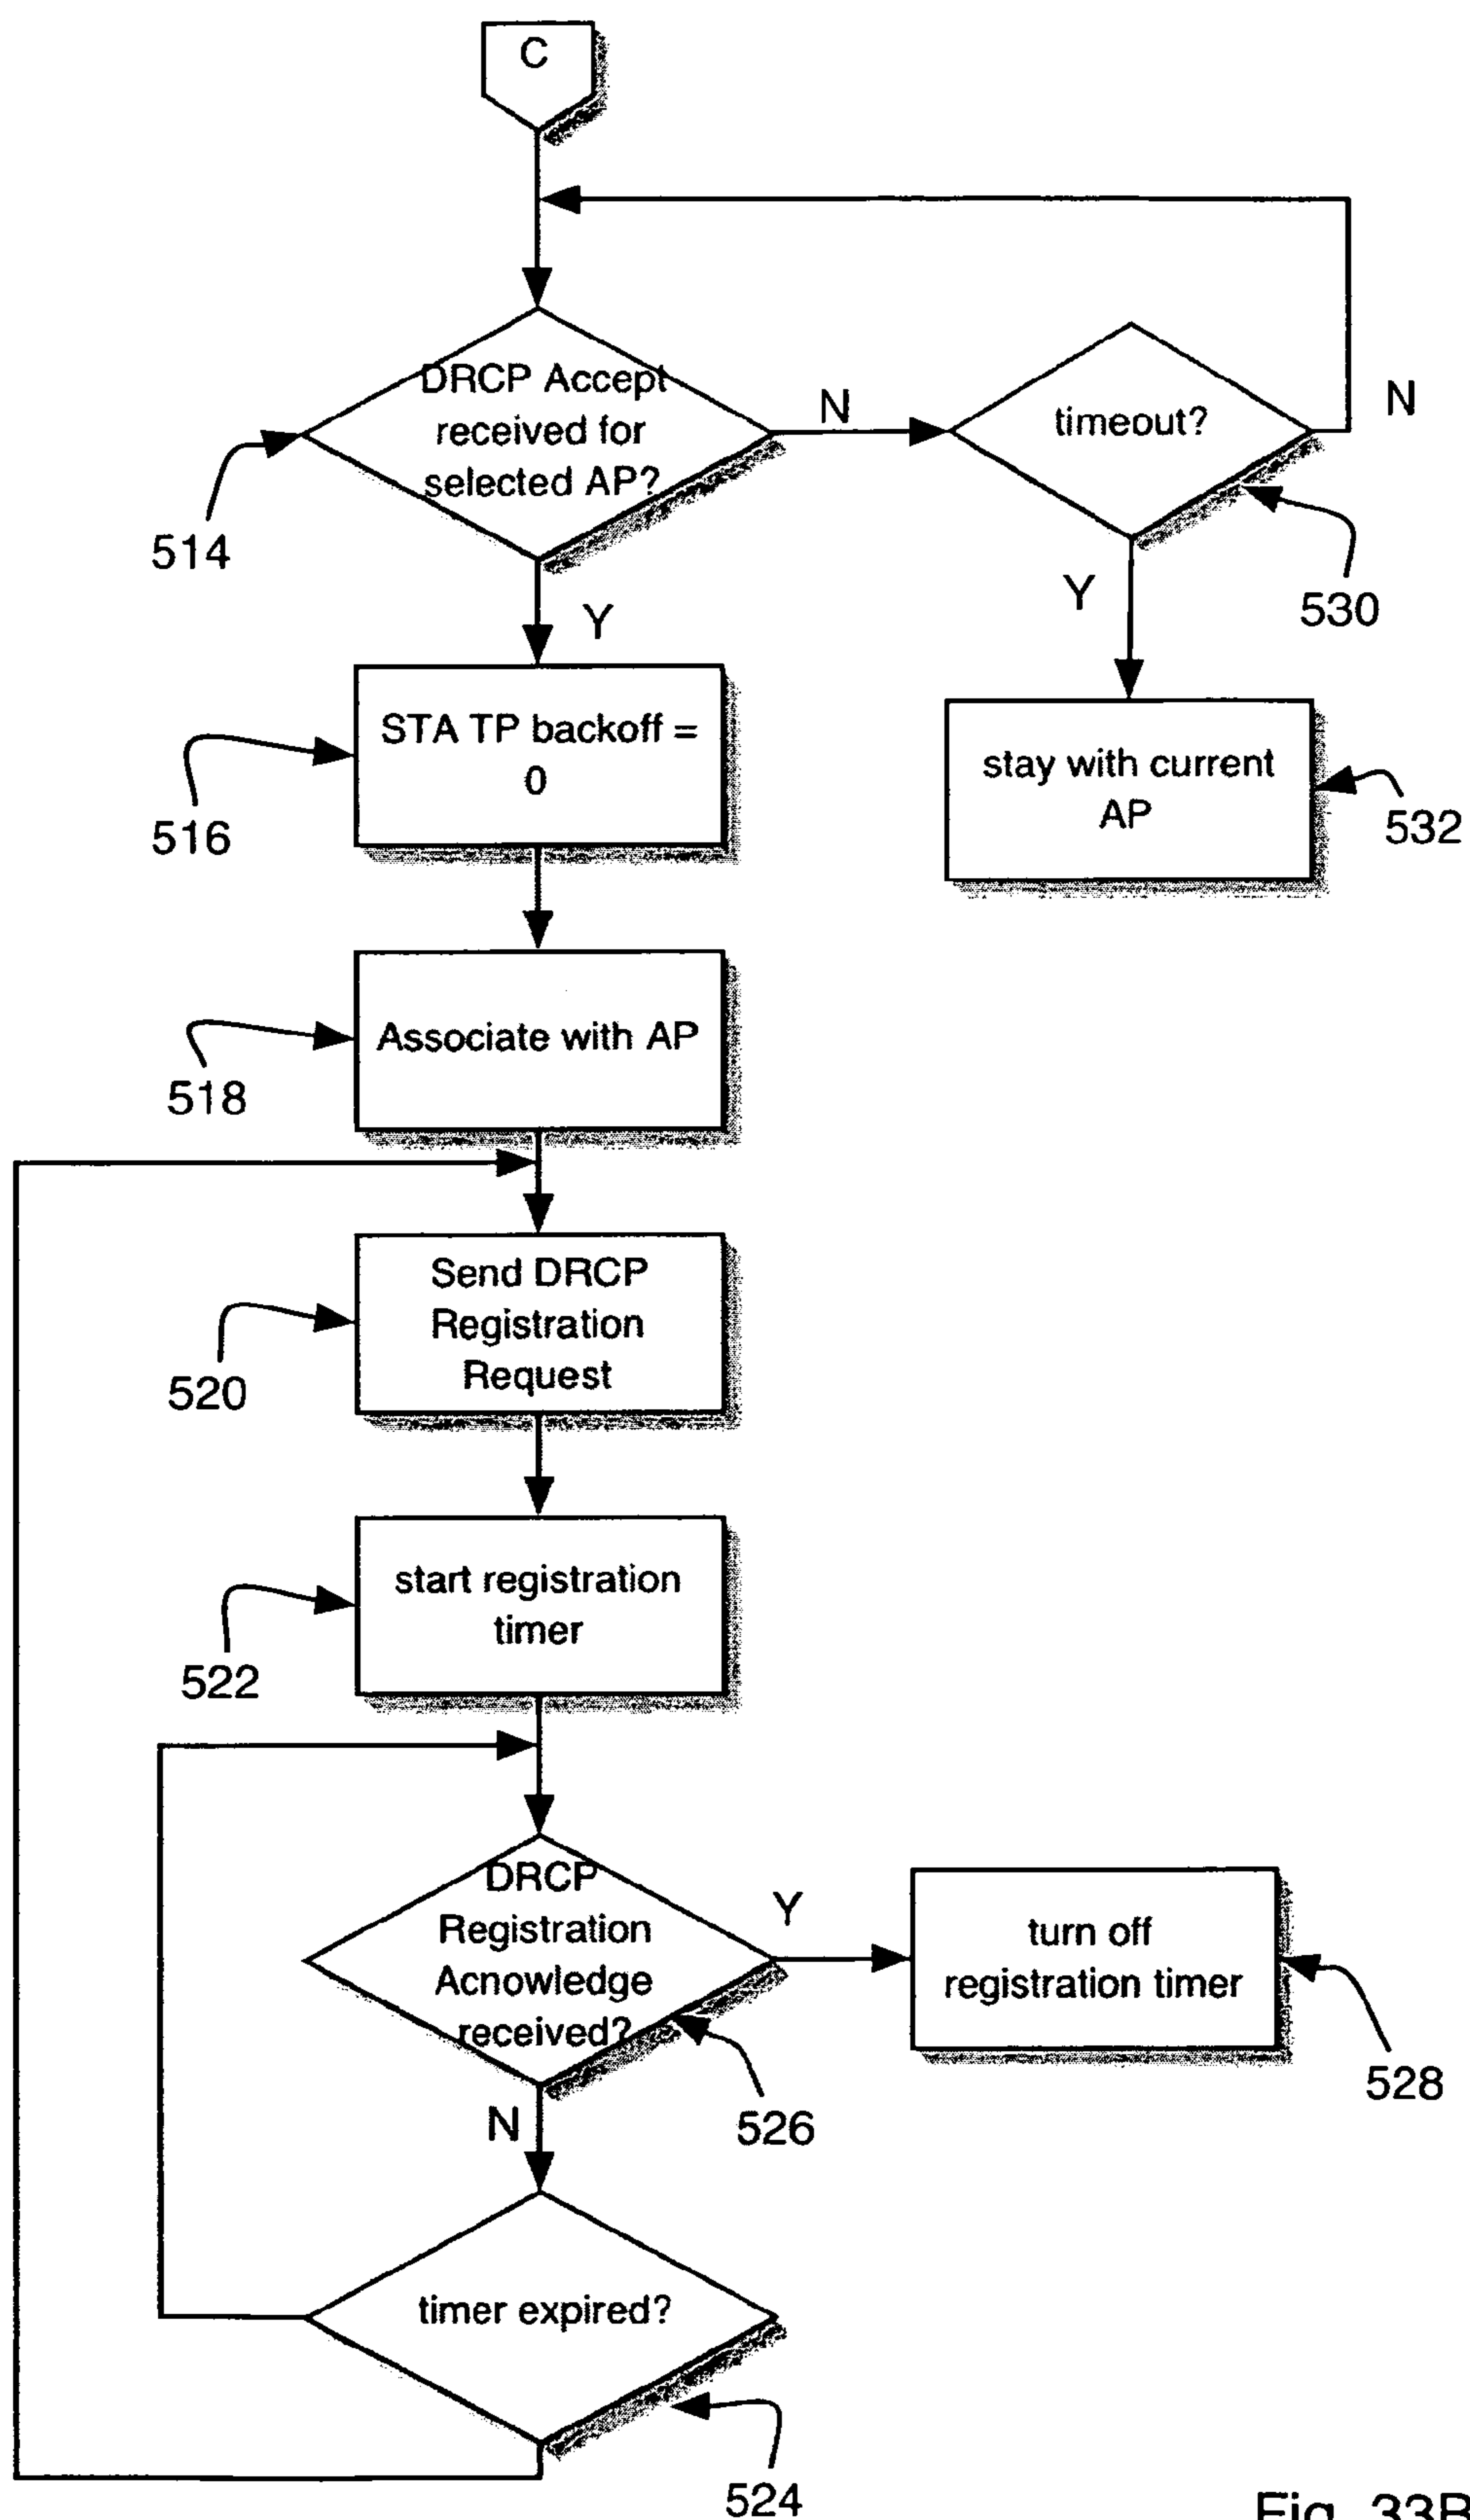 C
DRCP Accept
received for
selected AP?
N
timeout?
N
514
530
Y
Y
STA TP backoff =
0
516
stay with current
AP
532
Associate with AP
518
Send DRCP
Registration
Request
520
start registration
timer
522
DRCP
Registration
Acnowledge
received?
Y
turn off
registration timer
528
526
N
timer expired?
524
Fig. 33B